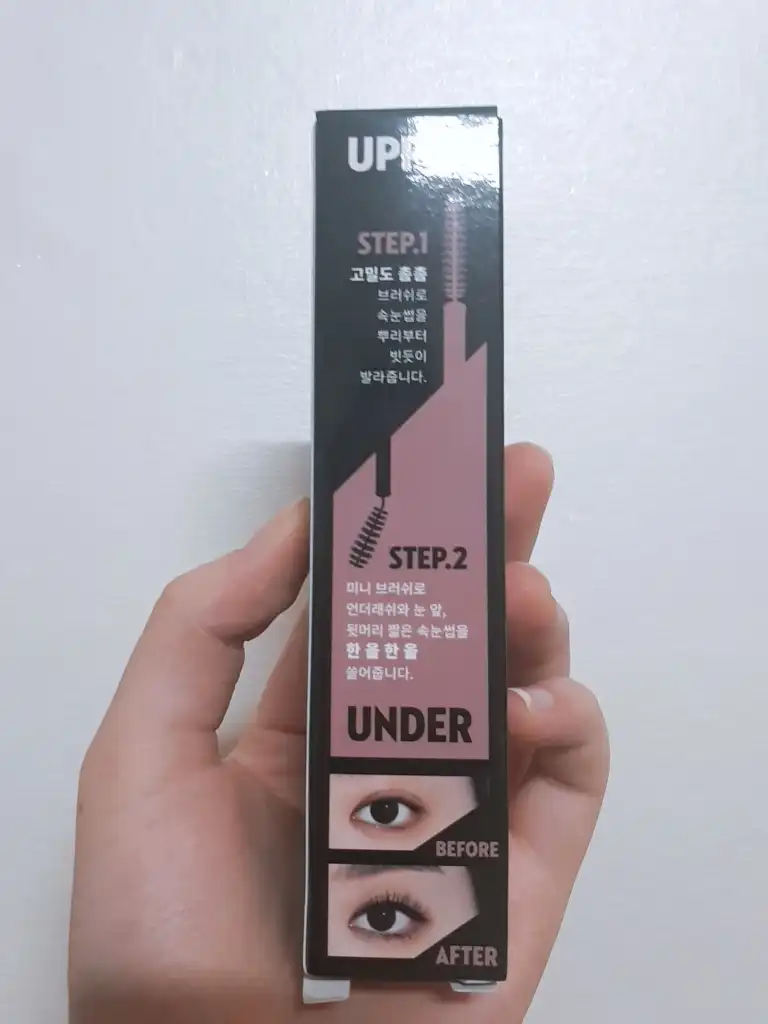 STEP.1
고밀도 촘촘
브러쉬로
속눈썹을
뿌리부터
빗듯이
발라줍니다.
STEP.2
미니 브러쉬로
언더래쉬와 눈 앞,
뒷머리 짧은 속눈썹을
한 올 한 올
쓸어줍니다.
UNDER
BEFORE
AFTER